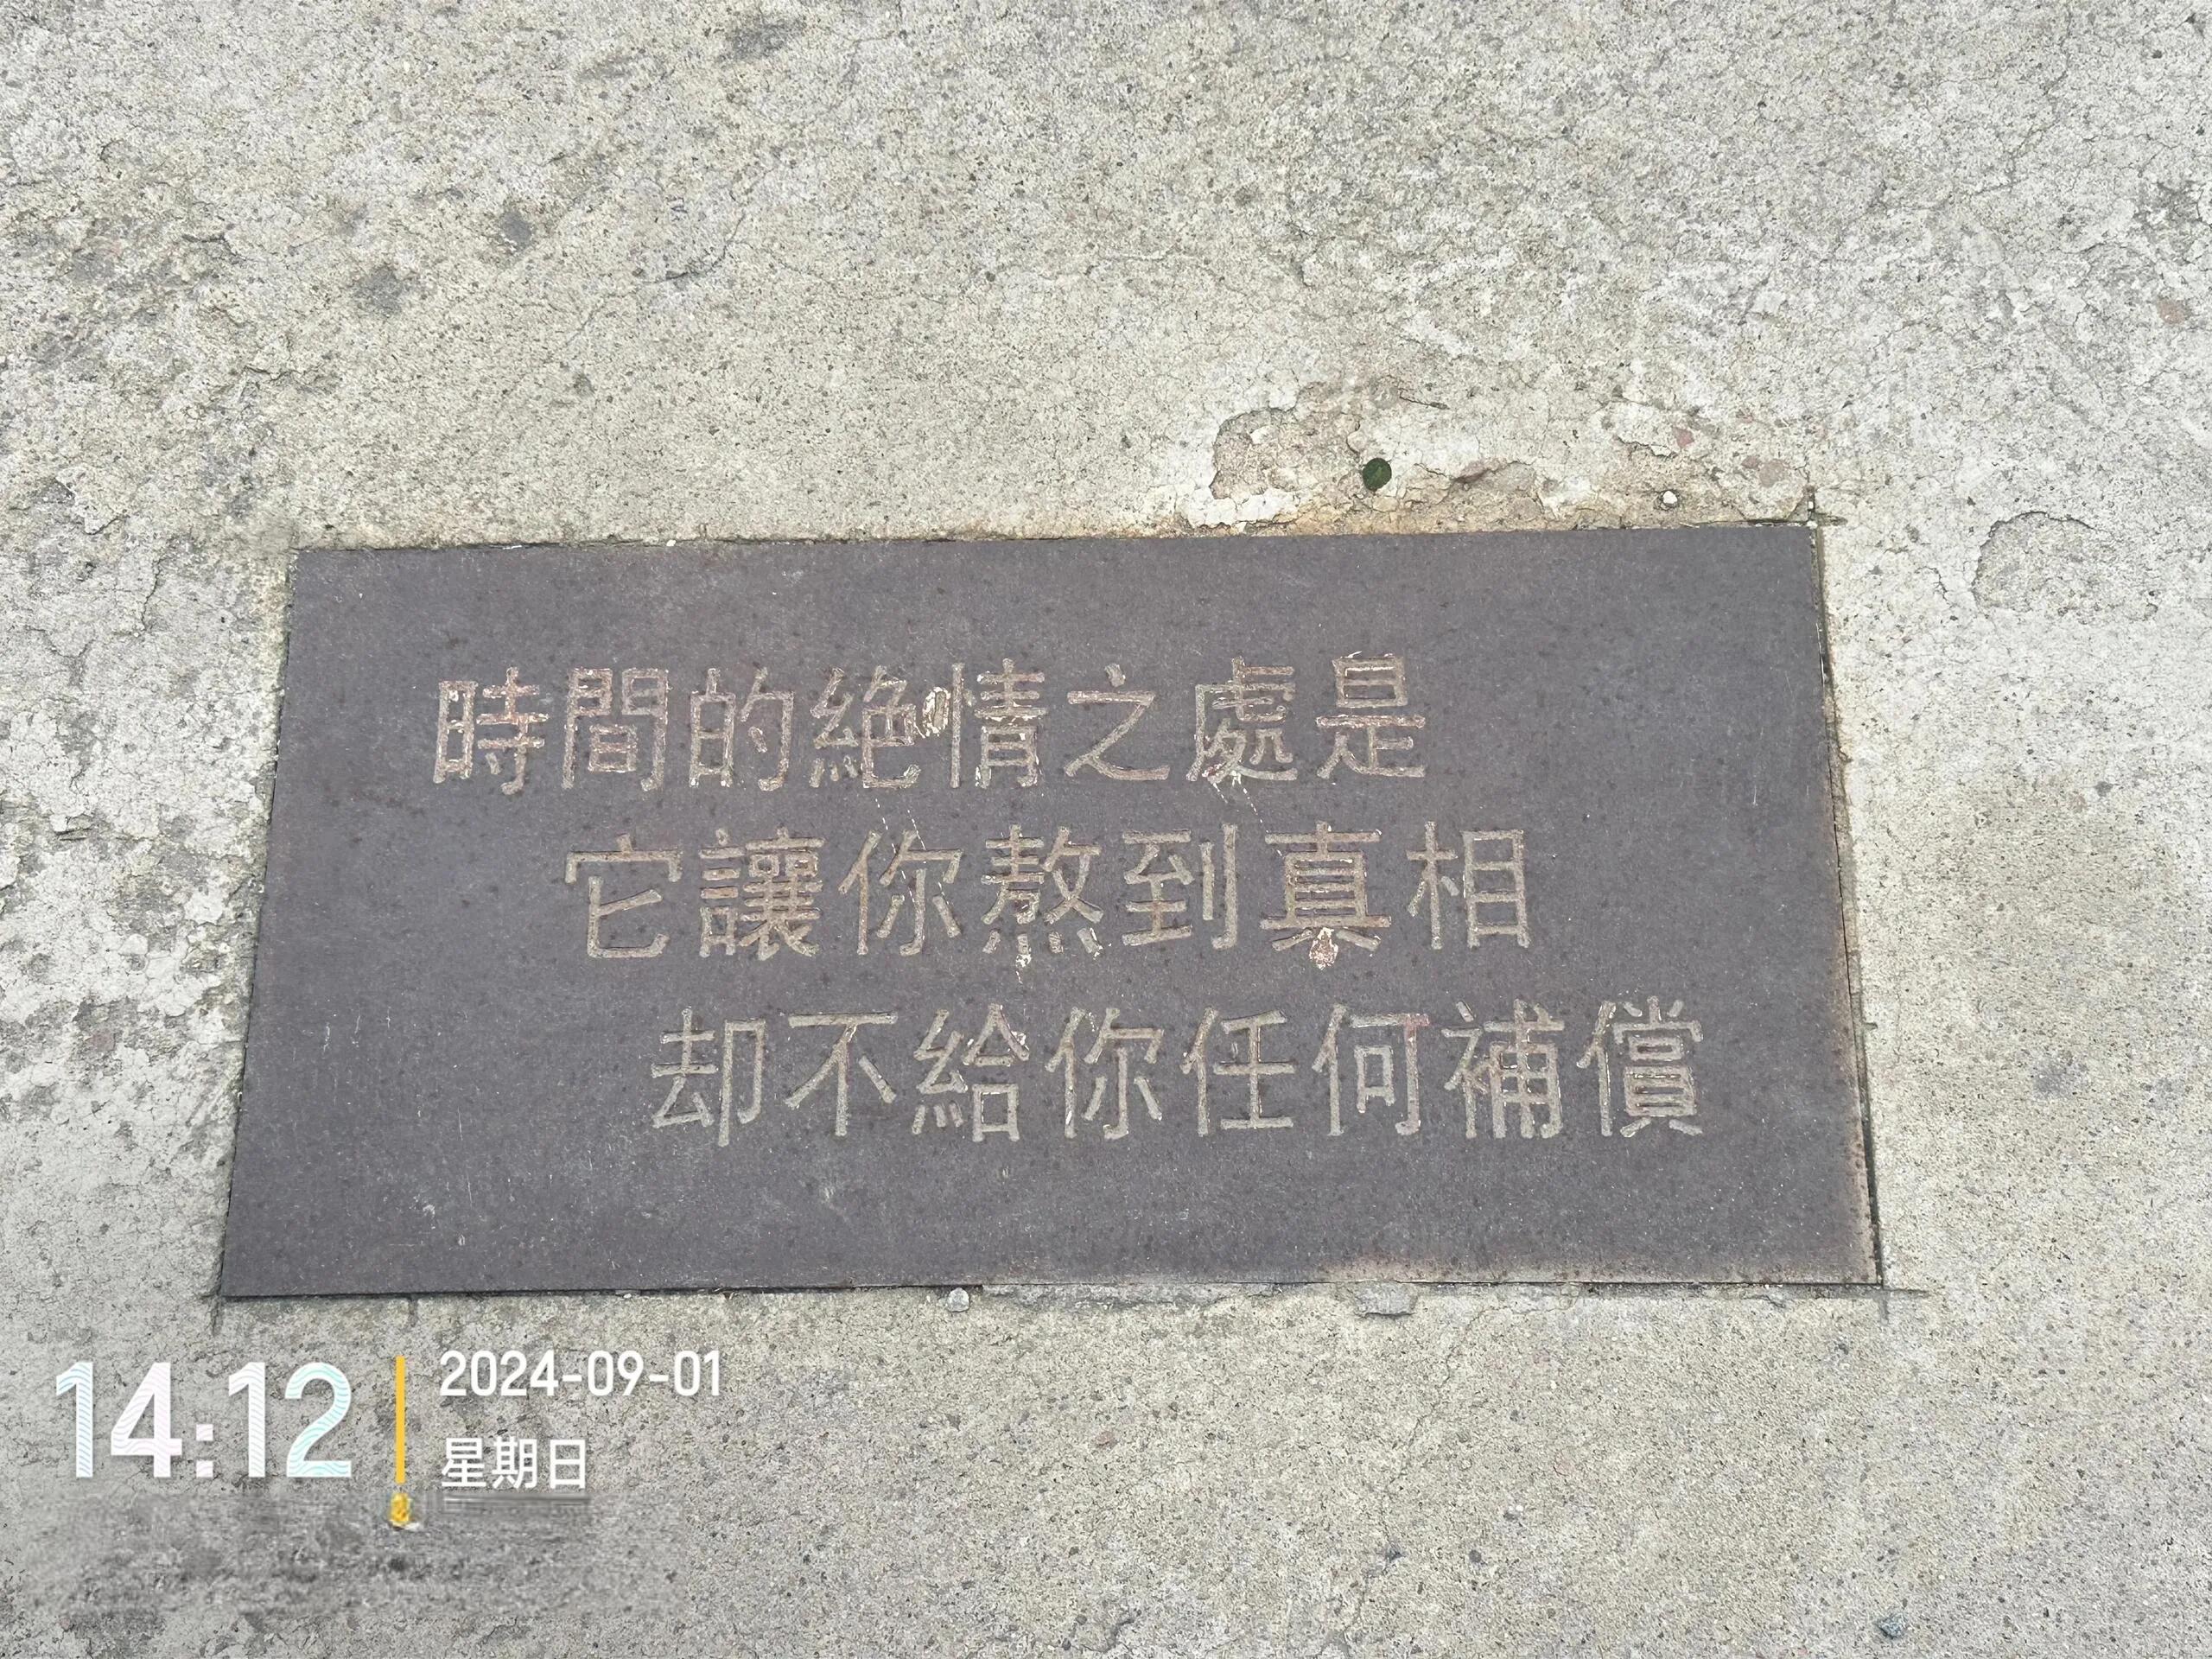 時間的絶情之處是
它讓你熬到真相
却不給你任何補償
14:12
2024-09-01
星期日